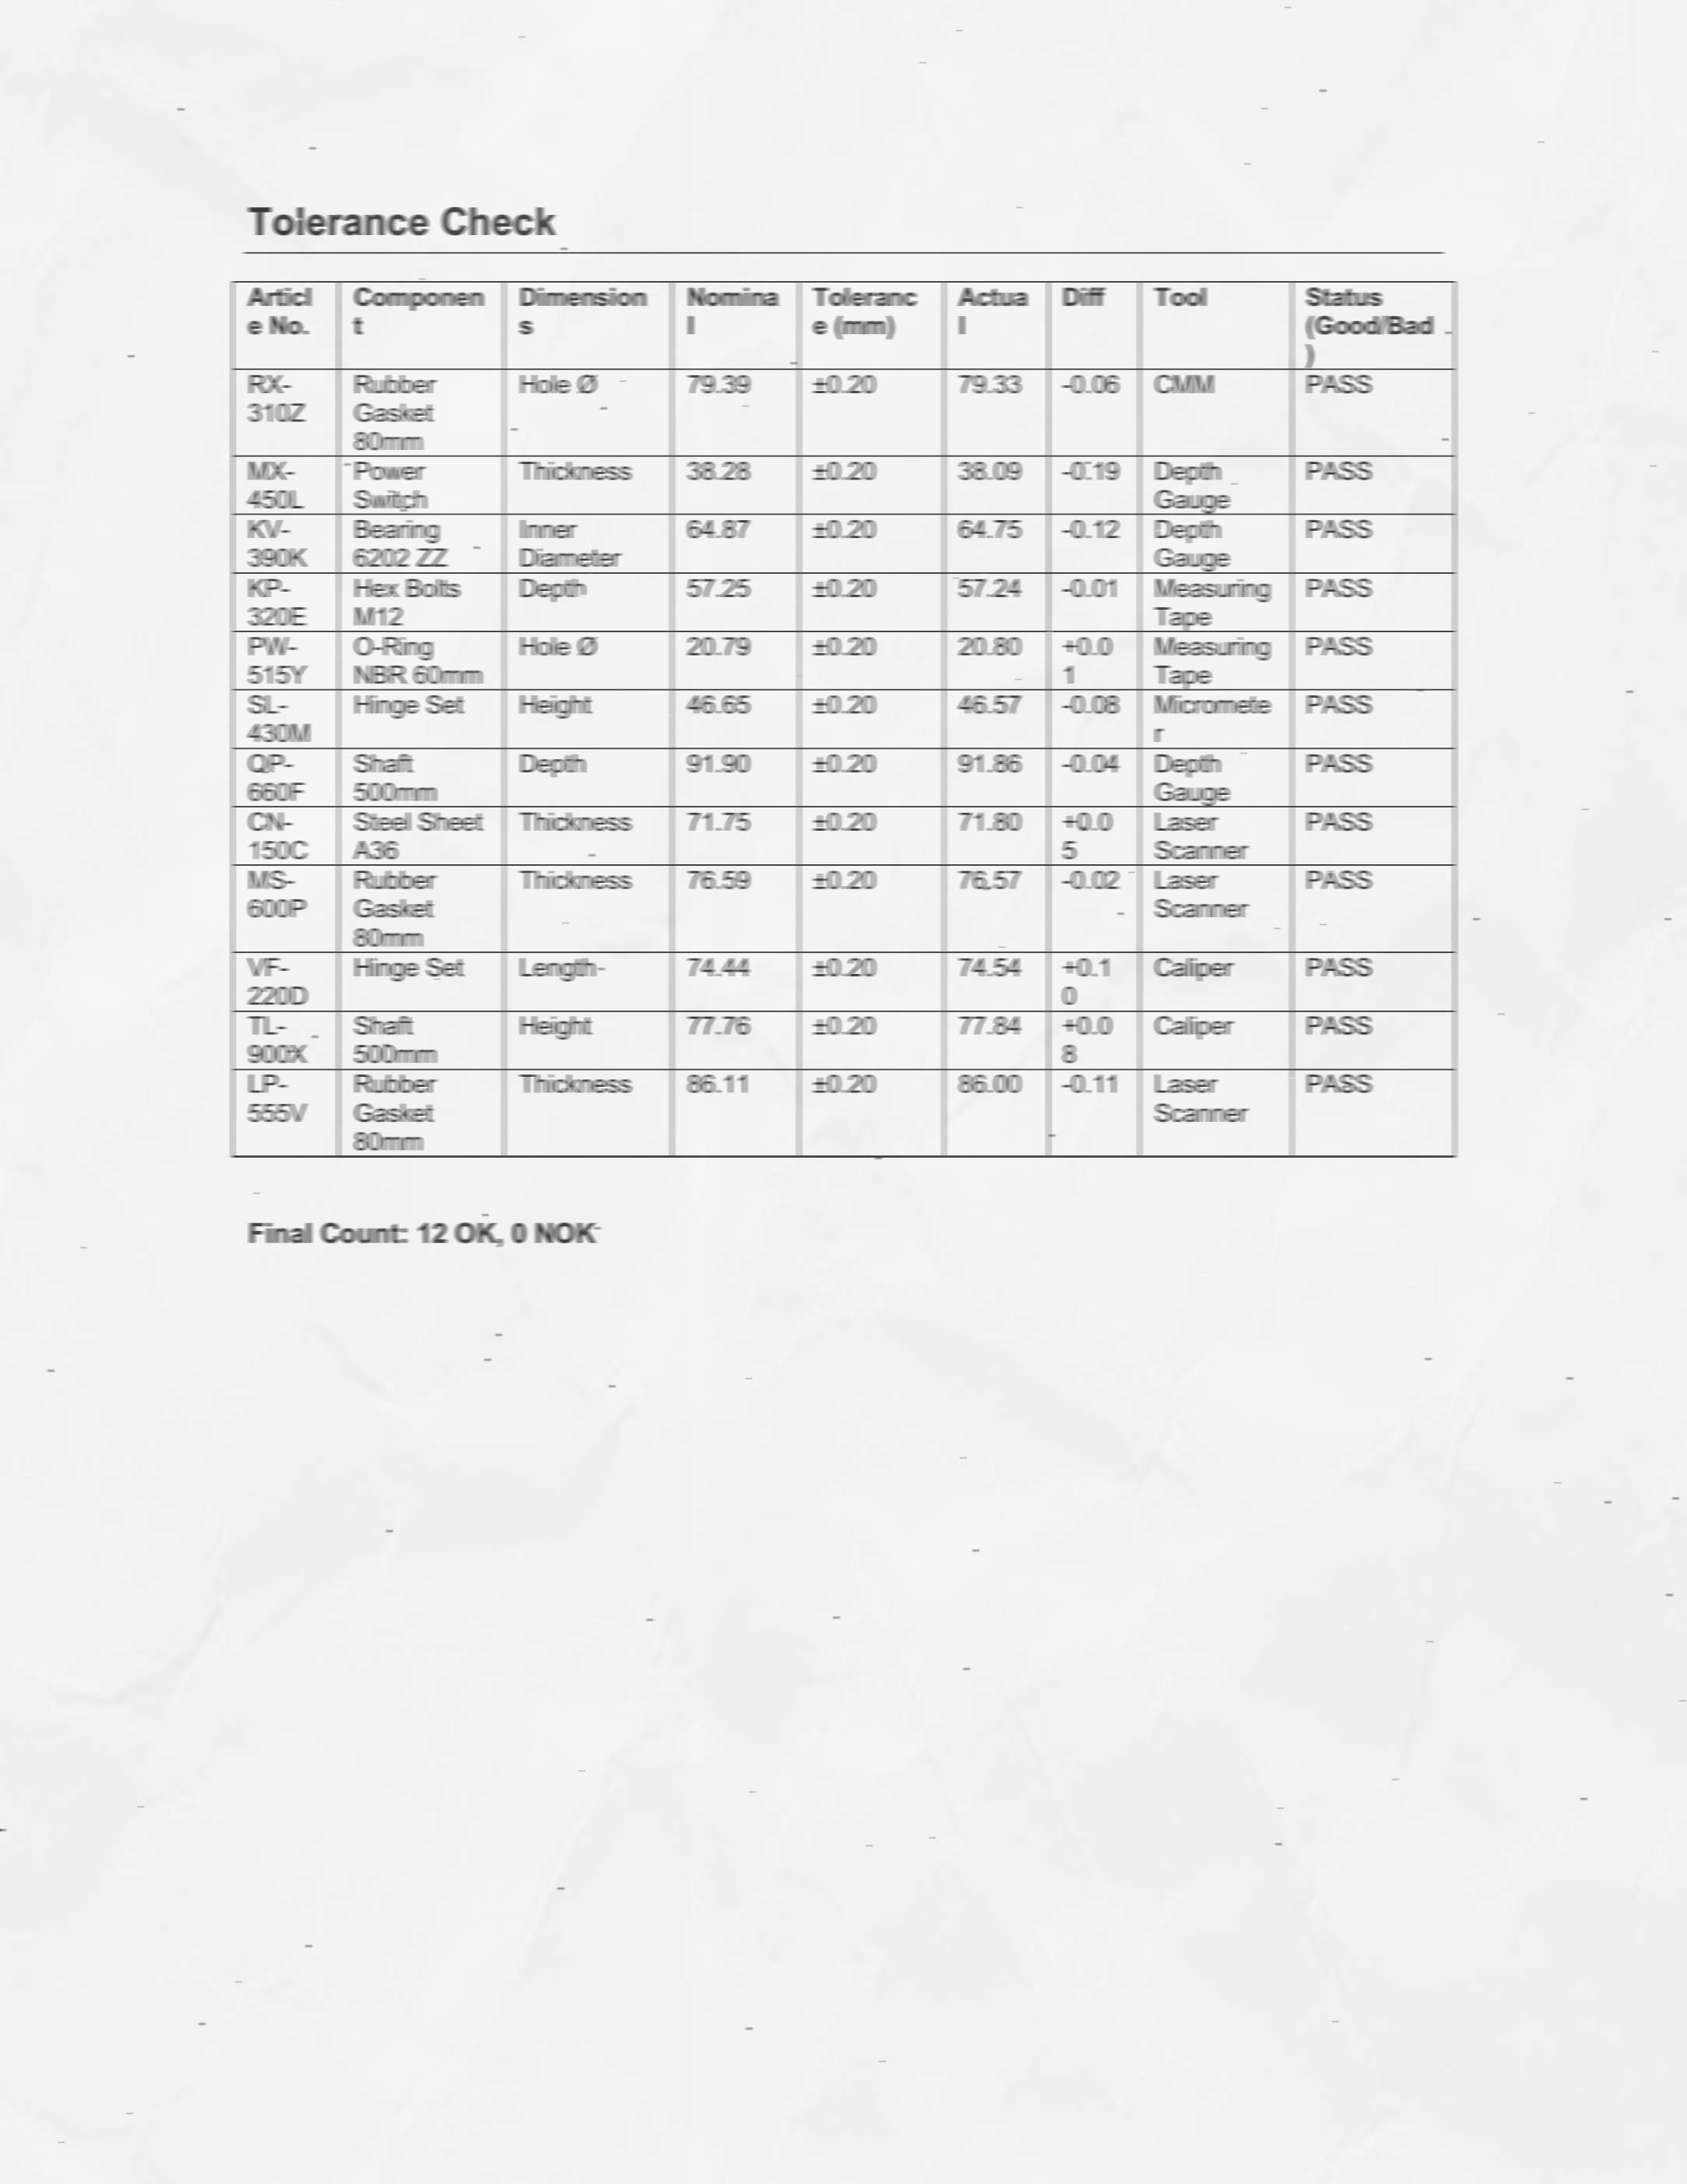 Tolerance Check
Article No. Component Dimensions Nominal Tolerance (mm) Actual Diff Tool Status (Good/Bad)
RX-310Z Rubber Gasket 80mm Hole Ø 79.39 ±0.20 79.33 -0.06 CMM PASS
MX-450L Power Switch Thickness 38.28 ±0.20 38.09 -0.19 Depth Gauge PASS
KV-390K Bearing 6202 ZZ Inner Diameter 64.87 ±0.20 64.75 -0.12 Depth Gauge PASS
KP-320E Hex Bolts M12 Depth 57.25 ±0.20 57.24 -0.01 Measuring Tape PASS
PW-515Y O-Ring NBR 60mm Hole Ø 20.79 ±0.20 20.80 +0.01 Measuring Tape PASS
SL-430M Hinge Set Height 46.65 ±0.20 46.57 -0.08 Micrometer PASS
QP-660F Shaft 500mm Depth 91.90 ±0.20 91.86 -0.04 Depth Gauge PASS
CN-150C Steel Sheet A36 Thickness 71.75 ±0.20 71.80 +0.05 Laser Scanner PASS
MS-600P Rubber Gasket 80mm Thickness 76.59 ±0.20 76.57 -0.02 Laser Scanner PASS
VF-220D Hinge Set Length 74.44 ±0.20 74.54 +0.10 Caliper PASS
TL-900X Shaft 500mm Height 77.76 ±0.20 77.84 +0.08 Caliper PASS
LP-555V Rubber Gasket 80mm Thickness 86.11 ±0.20 86.00 -0.11 Laser Scanner PASS
Final Count: 12 OK, 0 NOK